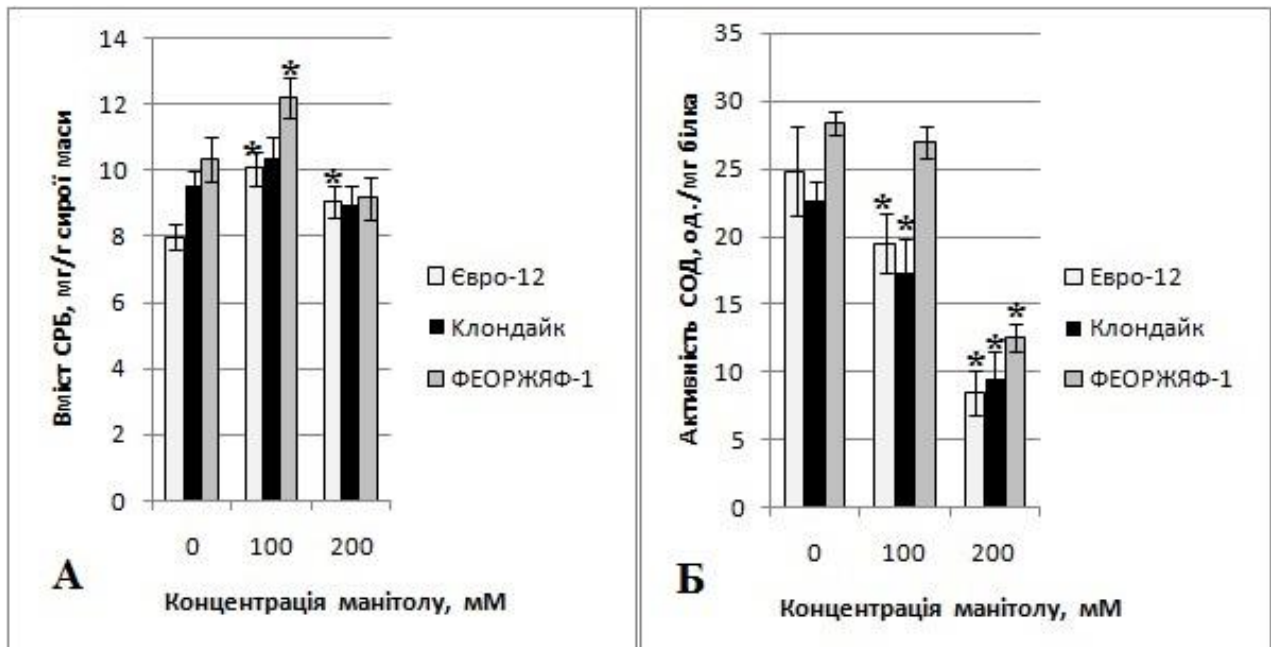 Вміст СРБ, мг/г сирої маси
14
12
10
8
6
4
2
0
*
*
*
0 100 200
Концентрація манітолу, мМ
Євро-12
Клондайк
ФЕОРЖЯФ-1
А
Активність СОД, од./мг білка
35
30
25
20
15
10
5
0
* *
* * *
0 100 200
Концентрація манітолу, мМ
Евро-12
Клондайк
ФЕОРЖЯФ-1
Б